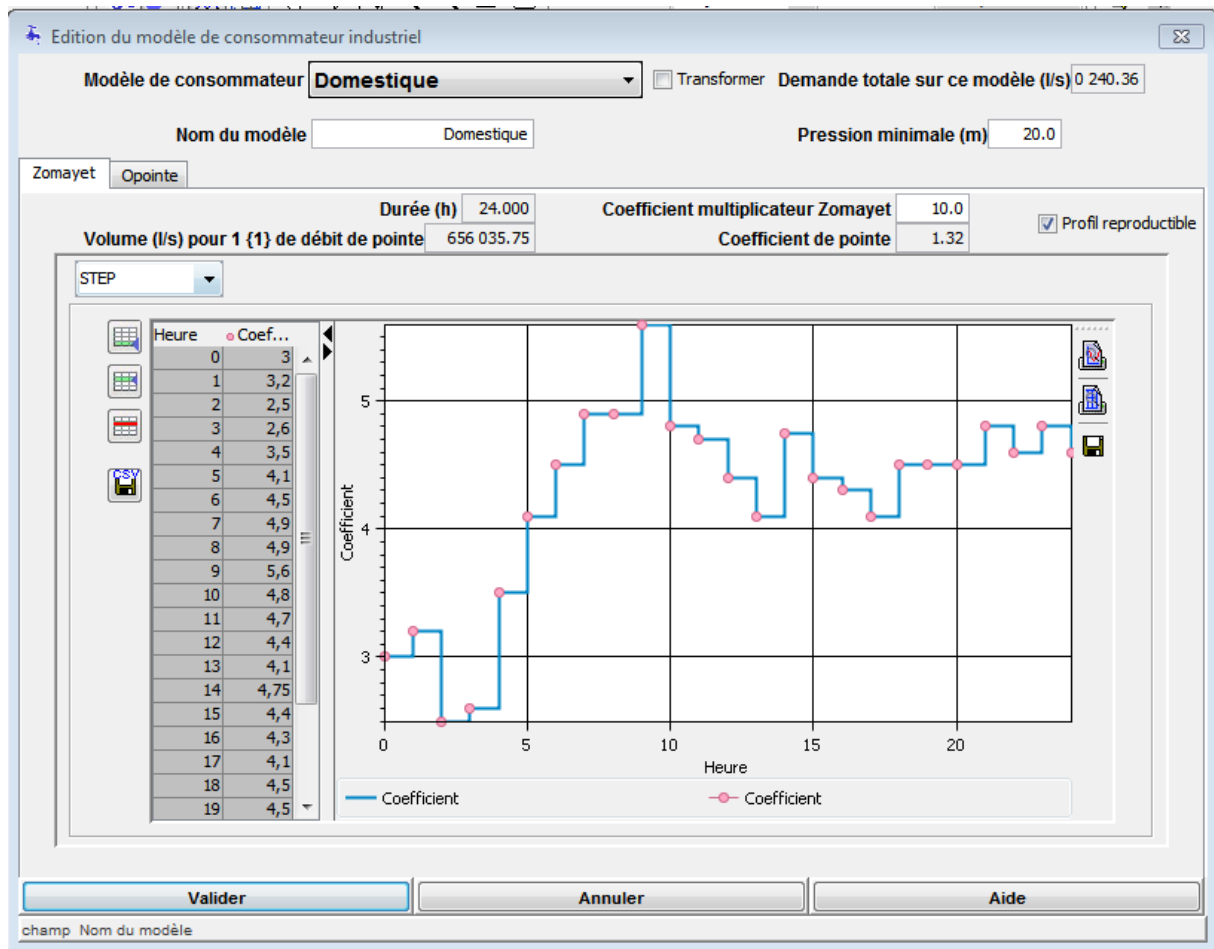 Edition du modèle de consommateur industriel
Modèle de consommateur Domestique Transformer Demande totale sur ce modèle (l/s) 0 240.36
Nom du modèle Domestique Pression minimale (m) 20.0
Zomayet Opointe
Durée (h) 24.000 Coefficient multiplicateur Zomayet 10.0
Profil reproductible
Volume (l/s) pour 1 {1} de débit de pointe 656 035.75 Coefficient de pointe 1.32
STEP
Heure Coef...
0 3
1 3,2
2 2,5
3 2,6
4 3,5
5 4,1
6 4,5
7 4,9
8 4,9
9 5,6
10 4,8
11 4,7
12 4,4
13 4,1
14 4,75
15 4,4
16 4,3
17 4,1
18 4,5
19 4,5
CSV
Coefficient
5
4
3
0 5 10 15 20
Heure
Coefficient Coefficient
Valider Annuler Aide
champ Nom du modèle